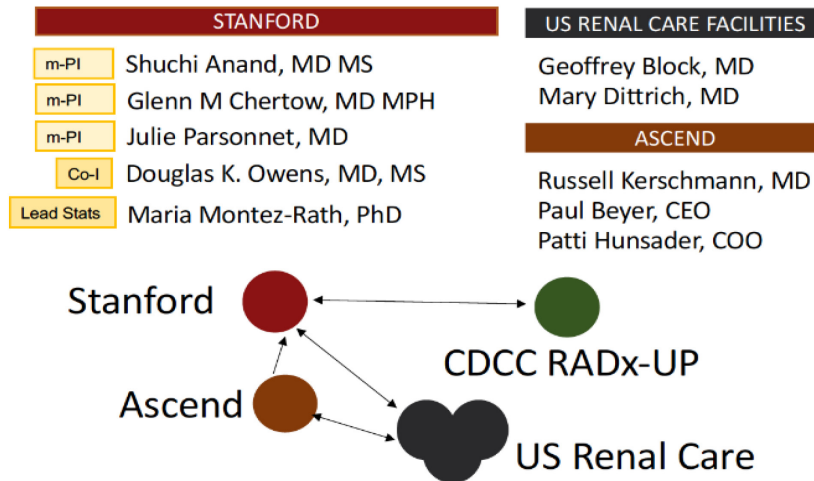 STANFORD
m-PI Shuchi Anand, MD MS
m-PI Glenn M Chertow, MD MPH
m-PI Julie Parsonnet, MD
Co-I Douglas K. Owens, MD, MS
Lead Stats Maria Montez-Rath, PhD
US RENAL CARE FACILITIES
Geoffrey Block, MD
Mary Dittrich, MD
ASCEND
Russell Kerschmann, MD
Paul Beyer, CEO
Patti Hunsader, COO
Stanford
CDCC RADx-UP
Ascend
US Renal Care